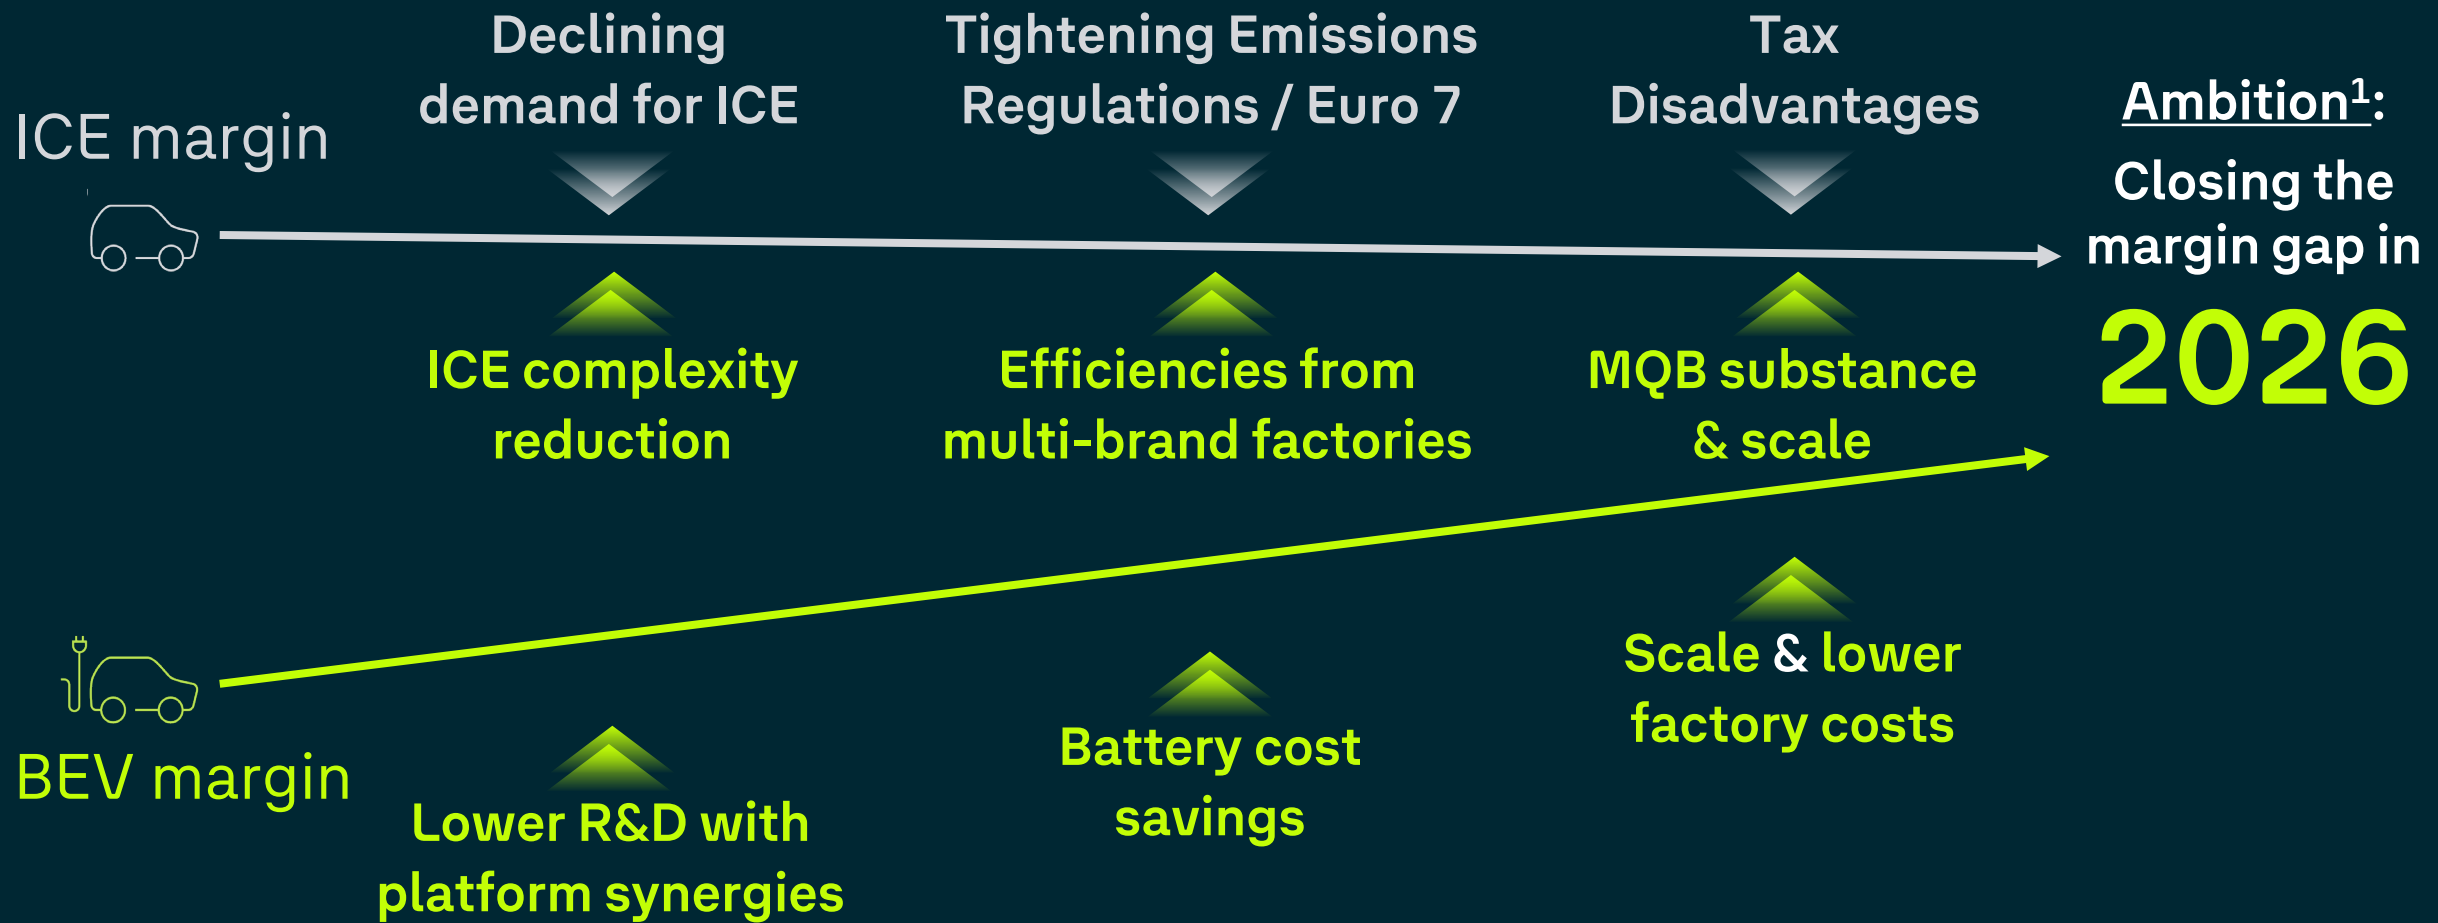 Declining
demand for ICE
Tightening Emissions
Regulations / Euro 7
Tax
Disadvantages
ICE margin
Ambition¹:
Closing the
margin gap in
2026
ICE complexity
reduction
Efficiencies from
multi-brand factories
MQB substance
& scale
BEV margin
Lower R&D with
platform synergies
Battery cost
savings
Scale & lower
factory costs